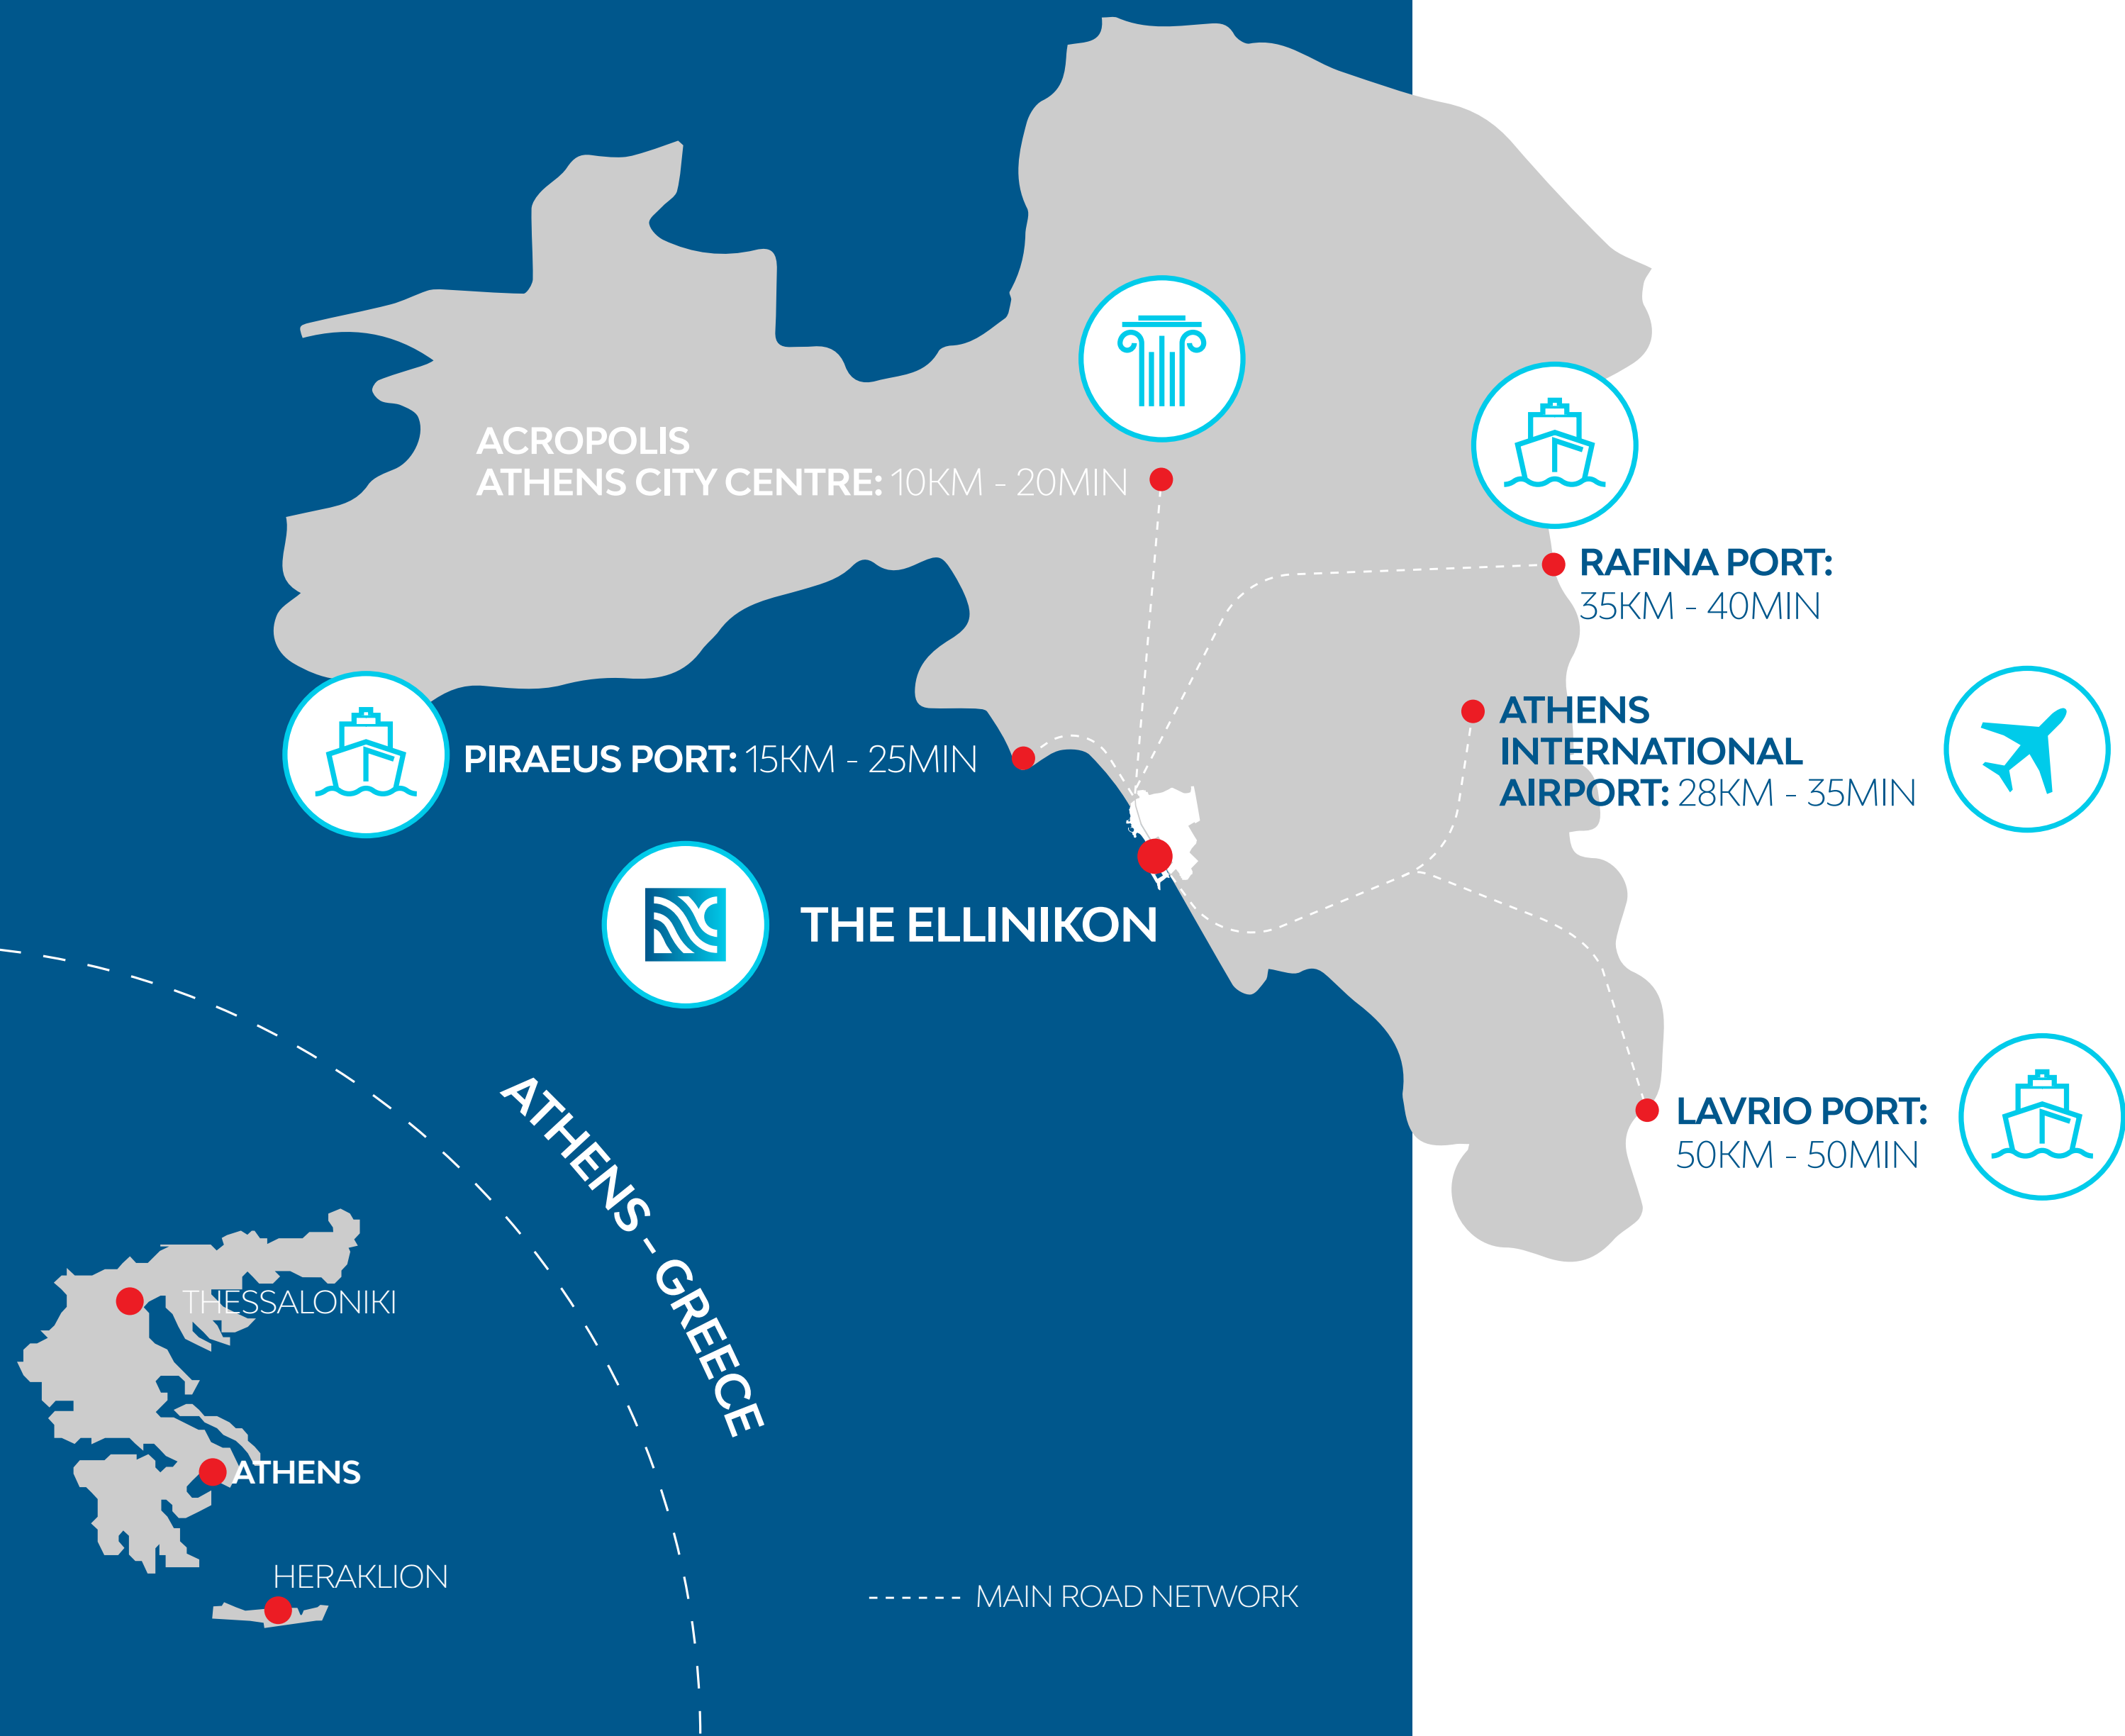 ACROPOLIS
ATHENS CITY CENTRE: 10KM - 20MIN
RAFINA PORT:
35KM - 40MIN
ATHENS
INTERNATIONAL
AIRPORT: 28KM - 35MIN
PIRAEUS PORT: 15KM - 25MIN
THE ELLINIKON
LAVRIO PORT:
50KM - 50MIN
ATHENS - GREECE
THESSALONIKI
ATHENS
HERAKLION
MAIN ROAD NETWORK